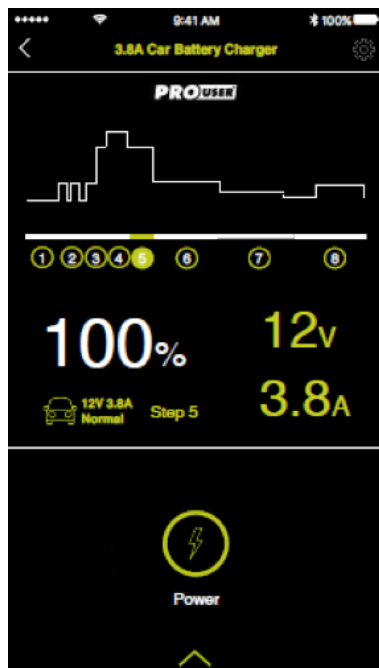 9:41 AM 100%
3.8A Car Battery Charger
PROUSER
1 2 3 4 5 6 7 8
100% 12v
12V 3.8A
Normal Step 5 3.8A
Power